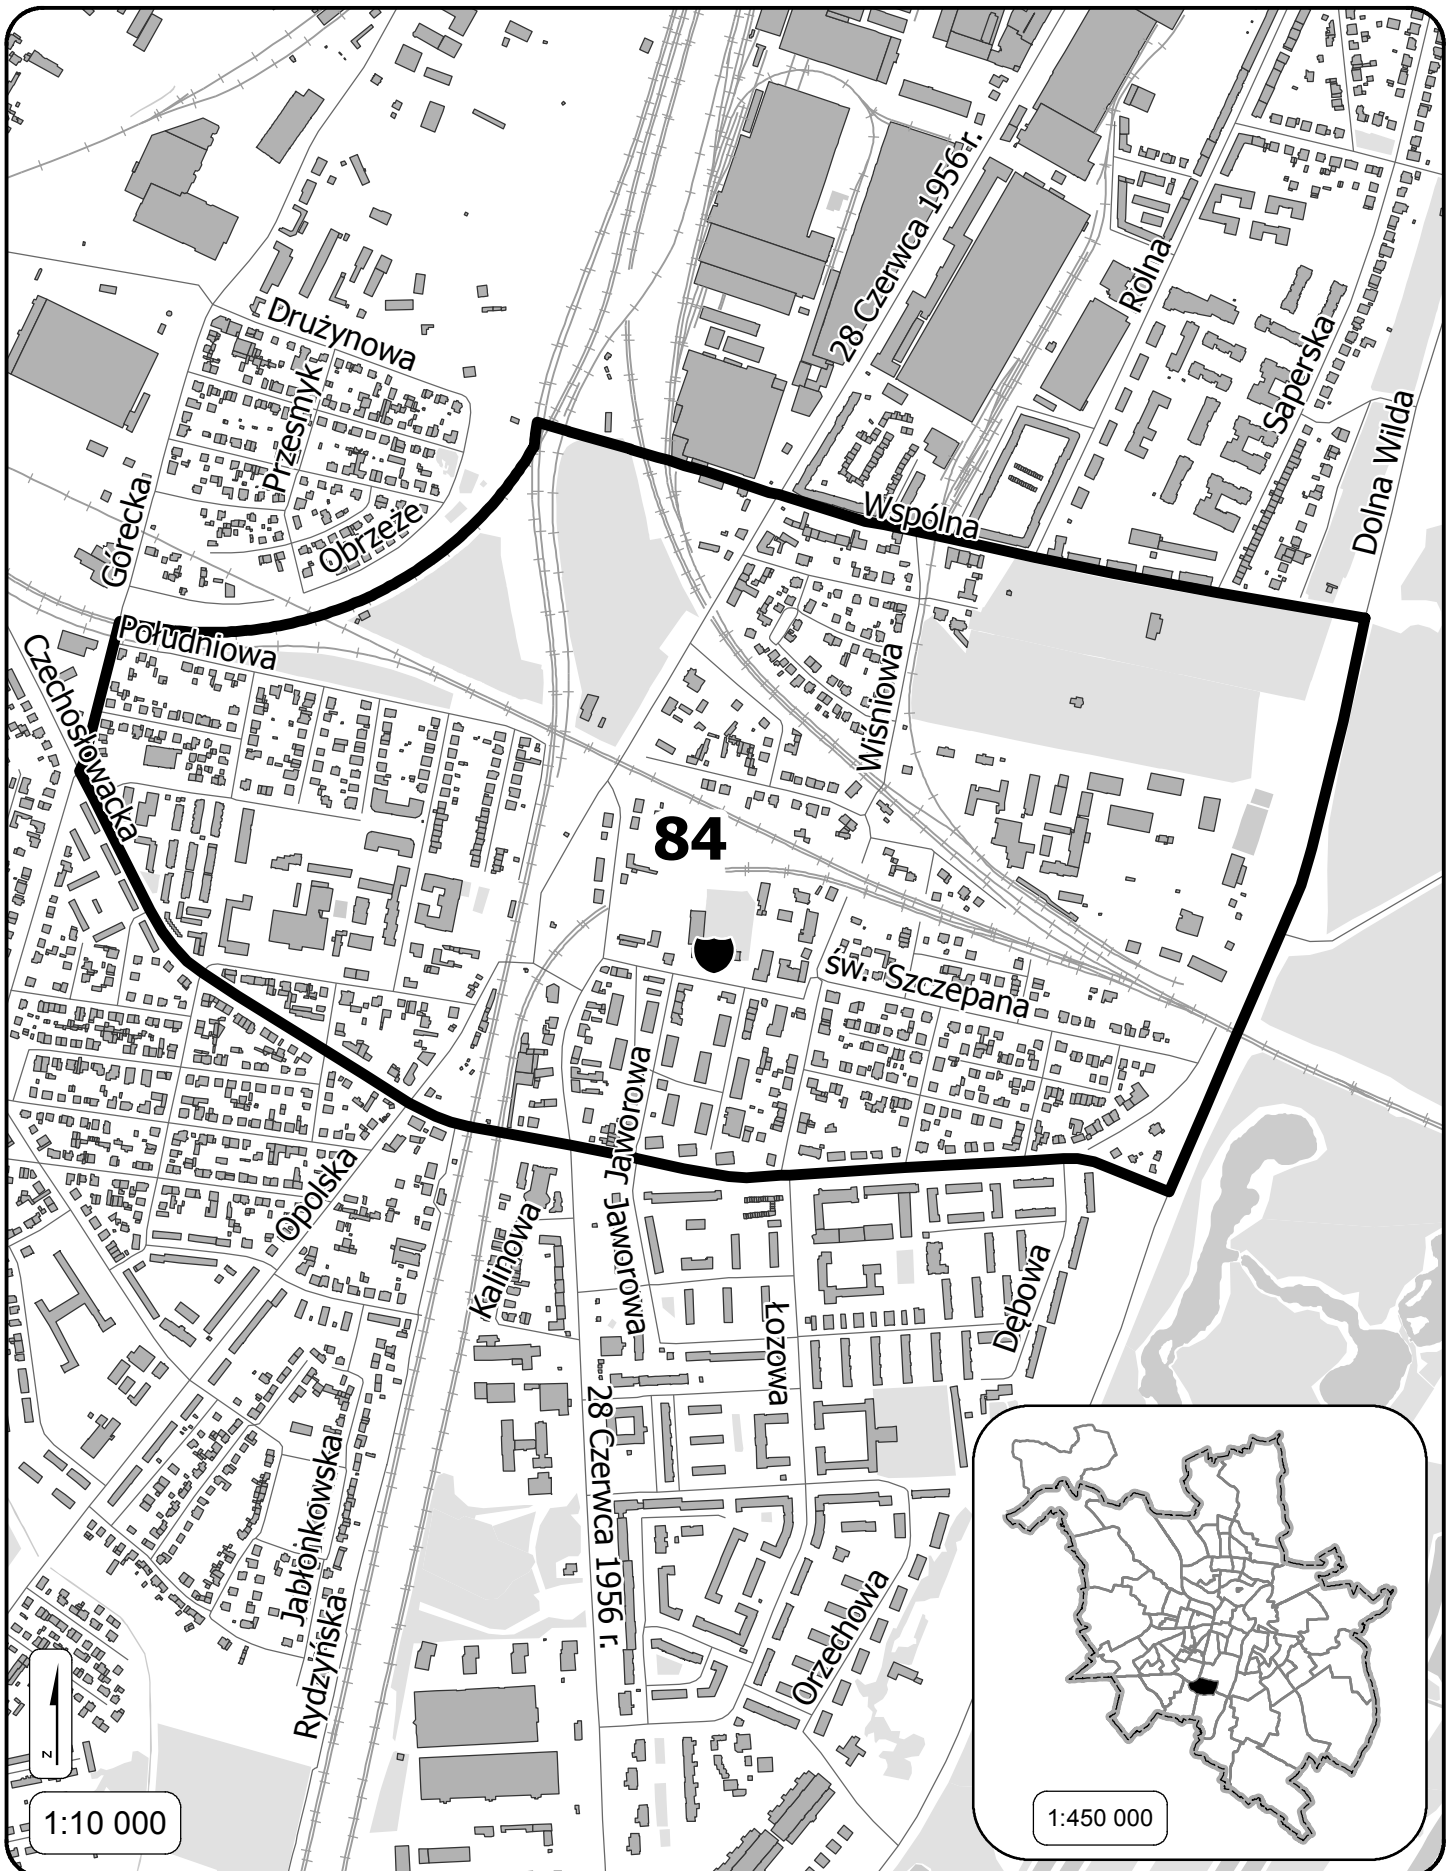 28 Czerwca 1956 r.
Rolna
Drużynowa
Przesmyk
Saperska
Dolna Wilda
Górecka
Obrzeże
Wspólna
Południowa
Czechosłowacka
Wiśniowa
84
św. Szczepana
Jaworowa
Opolska
Kalinowa
Jaworowa
Łozowa
Dębowa
28 Czerwca 1956 r.
Jabłonkowska
Rydzyńska
Orzechowa
N
1:10 000
1:450 000